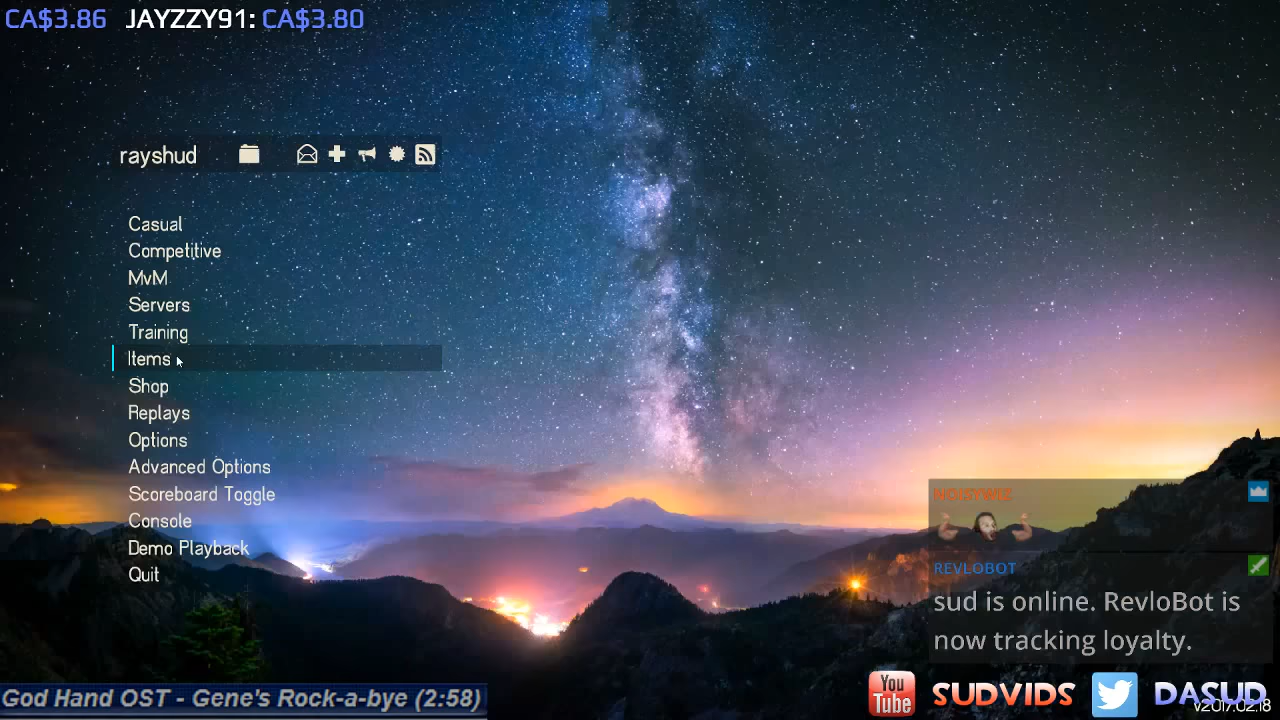 CA$3.86 JAYZZY91: CA$3.80
rayshud
Casual
Competitive
MvM
Servers
Training
Items
Shop
Replays
Options
Advanced Options
Scoreboard Toggle
Console
Demo Playback
Quit
NOISYWIZ
REVLOBOT
sud is online. RevloBot is
now tracking loyalty.
God Hand OST - Gene's Rock-a-bye (2:58)
You
Tube
SUDVIDS
DASUD
v2017.02.18